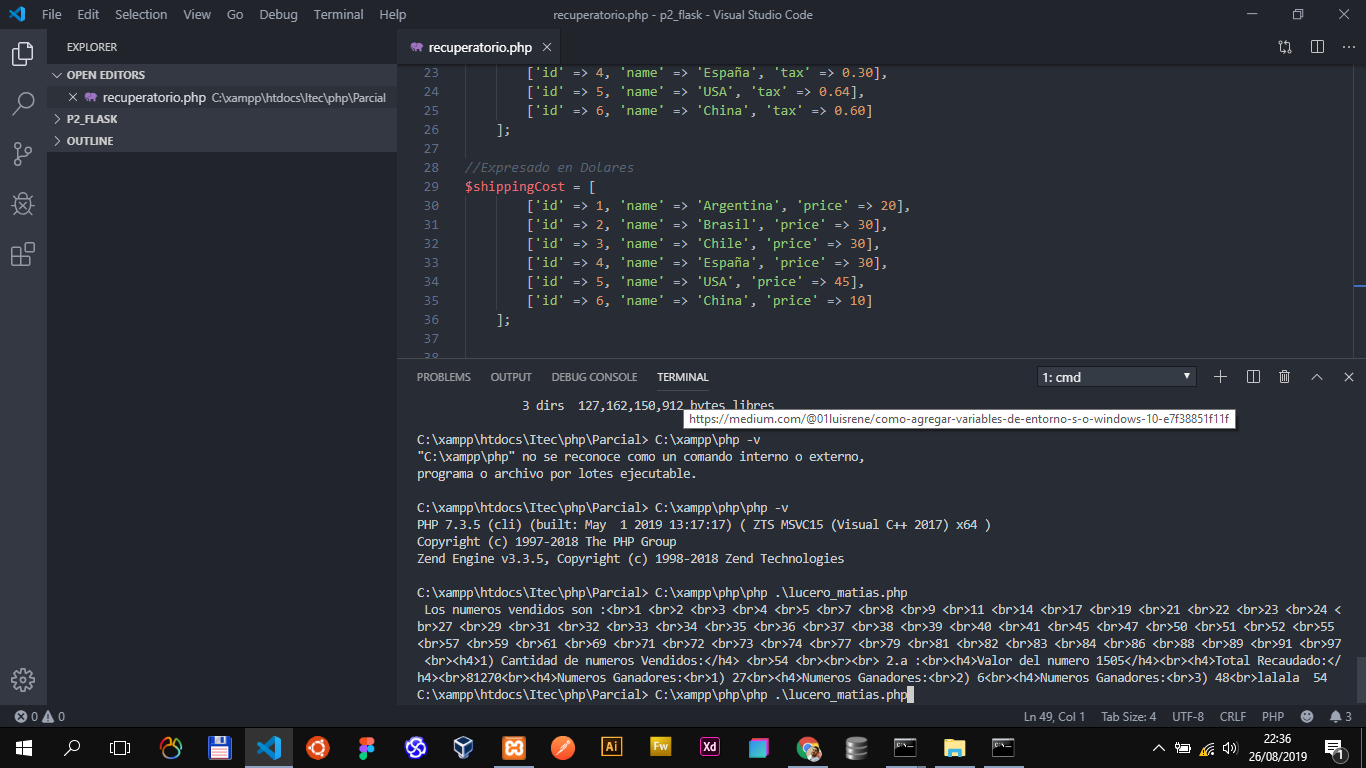 File Edit Selection View Go Debug Terminal Help
recuperatorio.php - p2_flask - Visual Studio Code
EXPLORER
OPEN EDITORS
recuperatorio.php C:\xampp\htdocs\Itec\php\Parcial
P2_FLASK
OUTLINE
recuperatorio.php
23 ['id' => 4, 'name' => 'España', 'tax' => 0.30],
24 ['id' => 5, 'name' => 'USA', 'tax' => 0.64],
25 ['id' => 6, 'name' => 'China', 'tax' => 0.60]
26 ];
27
28 //Expresado en Dolares
29 $shippingCost = [
30 ['id' => 1, 'name' => 'Argentina', 'price' => 20],
31 ['id' => 2, 'name' => 'Brasil', 'price' => 30],
32 ['id' => 3, 'name' => 'Chile', 'price' => 30],
33 ['id' => 4, 'name' => 'España', 'price' => 30],
34 ['id' => 5, 'name' => 'USA', 'price' => 45],
35 ['id' => 6, 'name' => 'China', 'price' => 10]
36 ];
37
38
PROBLEMS OUTPUT DEBUG CONSOLE TERMINAL
1: cmd
3 dirs 127,162,150,912 bytes libres
https://medium.com/@01luisrene/como-agregar-variables-de-entorno-s-o-windows-10-e7f38851f11f
C:\xampp\htdocs\Itec\php\Parcial> C:\xampp\php -v
"C:\xampp\php" no se reconoce como un comando interno o externo,
programa o archivo por lotes ejecutable.
C:\xampp\htdocs\Itec\php\Parcial> C:\xampp\php\php -v
PHP 7.3.5 (cli) (built: May  1 2019 13:17:17) ( ZTS MSVC15 (Visual C++ 2017) x64 )
Copyright (c) 1997-2018 The PHP Group
Zend Engine v3.3.5, Copyright (c) 1998-2018 Zend Technologies
C:\xampp\htdocs\Itec\php\Parcial> C:\xampp\php\php .\lucero_matias.php
Los numeros vendidos son :<br>1 <br>2 <br>3 <br>4 <br>5 <br>7 <br>8 <br>9 <br>11 <br>14 <br>17 <br>19 <br>21 <br>22 <br>23 <br>24 <
br>27 <br>29 <br>31 <br>32 <br>33 <br>34 <br>35 <br>36 <br>37 <br>38 <br>39 <br>40 <br>41 <br>45 <br>47 <br>50 <br>51 <br>52 <br>55
<br>57 <br>59 <br>61 <br>69 <br>71 <br>72 <br>73 <br>74 <br>77 <br>79 <br>81 <br>82 <br>83 <br>84 <br>86 <br>88 <br>89 <br>91 <br>97
<br><h4>1) Cantidad de numeros Vendidos:</h4> <br>54 <br><br><br> 2.a :<br><h4>Valor del numero 1505</h4><br><h4>Total Recaudado:</
h4><br>81270<br><h4>Numeros Ganadores:<br>1) 27<br><h4>Numeros Ganadores:<br>2) 6<br><h4>Numeros Ganadores:<br>3) 48<br>lalala  54
C:\xampp\htdocs\Itec\php\Parcial> C:\xampp\php\php .\lucero_matias.php
0 0
Ln 49, Col 1 Tab Size: 4 UTF-8 CRLF PHP 3
Ai Fw Xd
22:36
26/08/2019
1